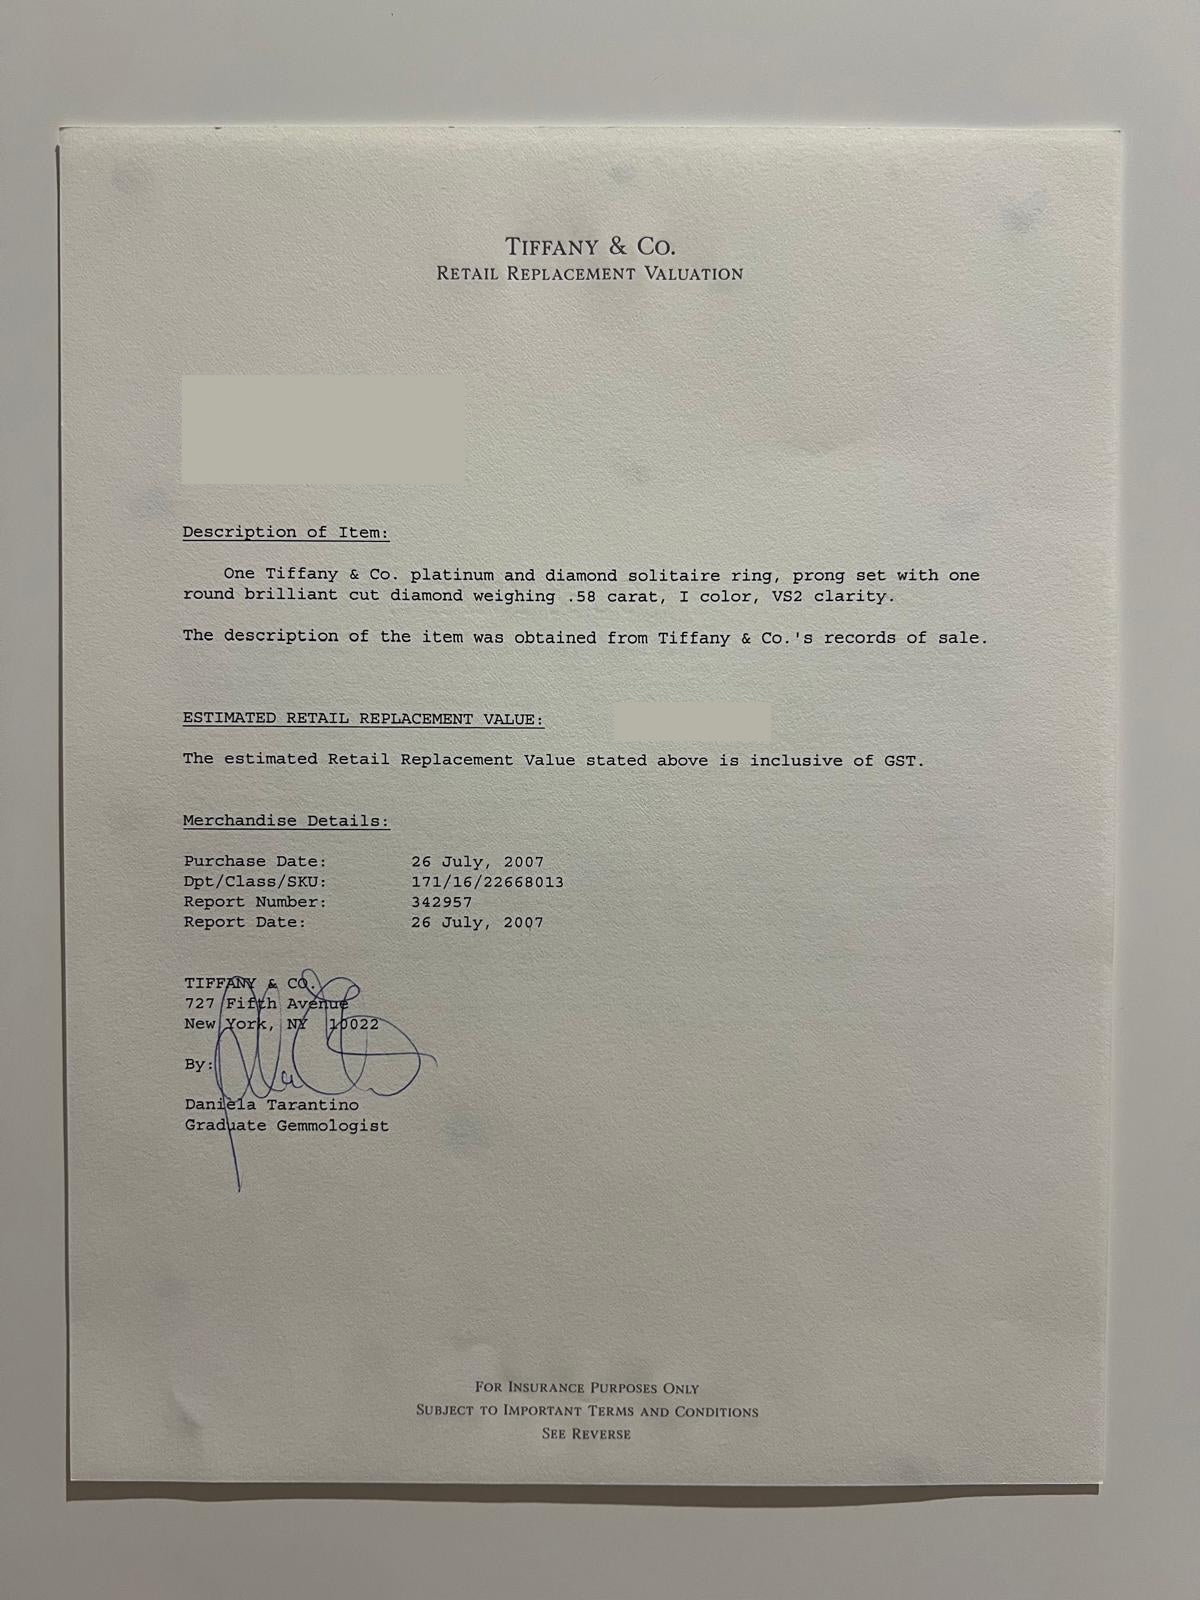 TIFFANY & CO.
RETAIL REPLACEMENT VALUATION
Description of Item:
One Tiffany & Co. platinum and diamond solitaire ring, prong set with one
round brilliant cut diamond weighing .58 carat, I color, VS2 clarity.
The description of the item was obtained from Tiffany & Co.'s records of sale.
ESTIMATED RETAIL REPLACEMENT VALUE:
The estimated Retail Replacement Value stated above is inclusive of GST.
Merchandise Details:
Purchase Date: 26 July, 2007
Dpt/Class/SKU: 171/16/22668013
Report Number: 342957
Report Date: 26 July, 2007
TIFFANY & CO.
727 Fifth Avenue
New York, NY 10022
By:
Daniela Tarantino
Graduate Gemmologist
FOR INSURANCE PURPOSES ONLY
SUBJECT TO IMPORTANT TERMS AND CONDITIONS
SEE REVERSE